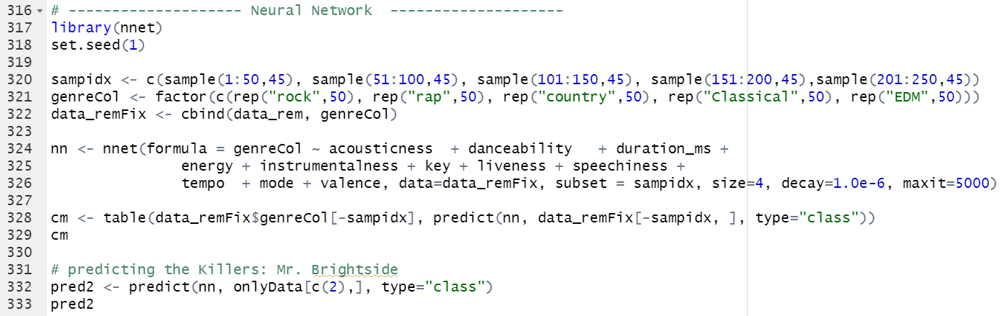 316 # -------------------- Neural Network  --------------------
317 library(nnet)
318 set.seed(1)
319
320 sampidx <- c(sample(1:50,45), sample(51:100,45), sample(101:150,45), sample(151:200,45),sample(201:250,45))
321 genreCol <- factor(c(rep("rock",50), rep("rap",50), rep("country",50), rep("Classical",50), rep("EDM",50)))
322 data_remFix <- cbind(data_rem, genreCol)
323
324 nn <- nnet(formula = genreCol ~ acousticness  + danceability   + duration_ms +
325                energy + instrumentalness + key + liveness + speechiness +
326                tempo  + mode + valence, data=data_remFix, subset = sampidx, size=4, decay=1.0e-6, maxit=5000)
327
328 cm <- table(data_remFix$genreCol[-sampidx], predict(nn, data_remFix[-sampidx, ], type="class"))
329 cm
330
331 # predicting the Killers: Mr. Brightside
332 pred2 <- predict(nn, onlyData[c(2),], type="class")
333 pred2